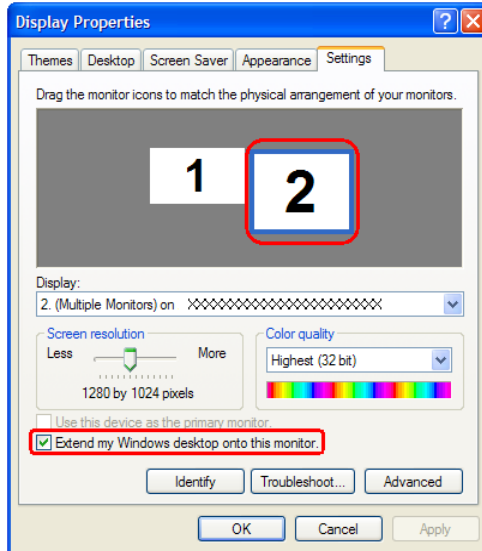 Display Properties
Themes Desktop Screen Saver Appearance Settings
Drag the monitor icons to match the physical arrangement of your monitors.
1 2
Display:
2. (Multiple Monitors) on XXXXXXXXXXXXXXXXXXXXXXX
Screen resolution Color quality
Less More Highest (32 bit)
1280 by 1024 pixels
Use this device as the primary monitor.
Extend my Windows desktop onto this monitor.
Identify Troubleshoot... Advanced
OK Cancel Apply